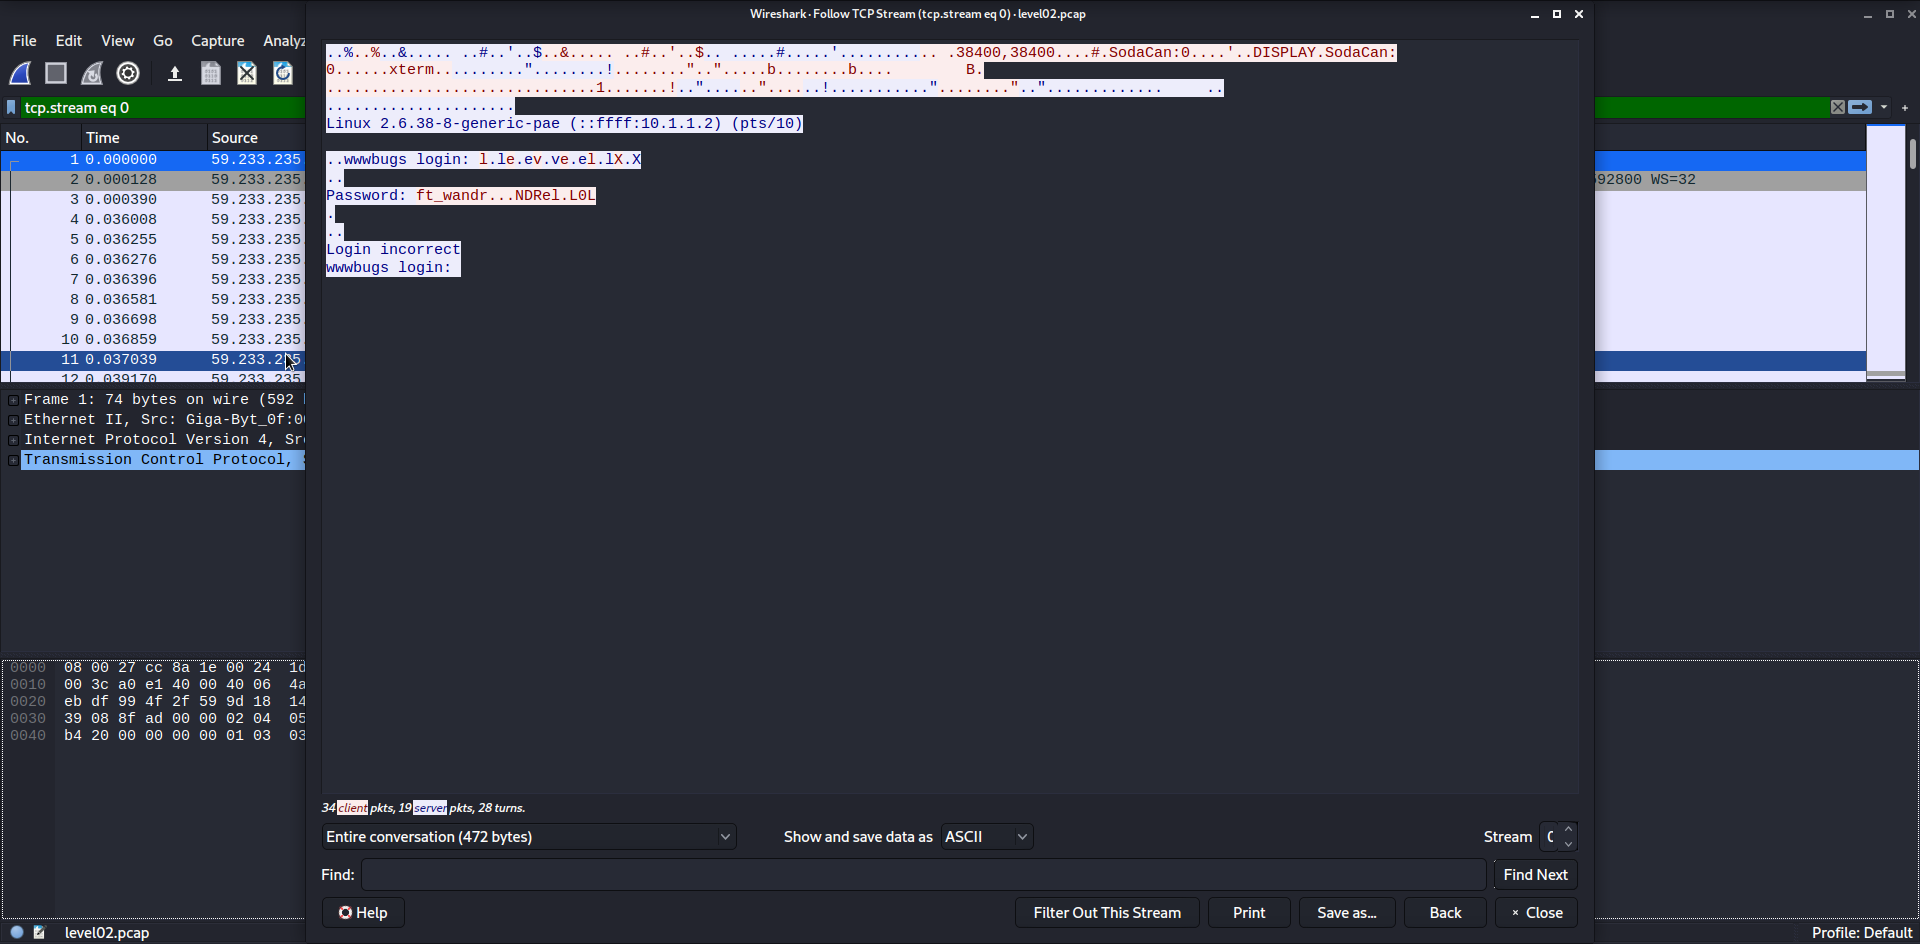 Wireshark · Follow TCP Stream (tcp.stream eq 0) · level02.pcap
File Edit View Go Capture Analyz
tcp.stream eq 0
No. Time Source
1 0.000000 59.233.235
2 0.000128 59.233.235. 92800 WS=32
3 0.000390 59.233.235.
4 0.036008 59.233.235.
5 0.036255 59.233.235.
6 0.036276 59.233.235.
7 0.036396 59.233.235.
8 0.036581 59.233.235.
9 0.036698 59.233.235.
10 0.036859 59.233.235.
11 0.037039 59.233.235
12 0.039170 59.233.235
Frame 1: 74 bytes on wire (592
Ethernet II, Src: Giga-Byt_0f:0
Internet Protocol Version 4, Sr
Transmission Control Protocol,
0000 08 00 27 cc 8a 1e 00 24 1d
0010 00 3c a0 e1 40 00 40 06 4a
0020 eb df 99 4f 2f 59 9d 18 14
0030 39 08 8f ad 00 00 02 04 05
0040 b4 20 00 00 00 00 01 03 03
..%..%..&..... ..#..'..$..&..... ..#..'..$.. .....#.....'........... .38400,38400....#.SodaCan:0....'..DISPLAY.SodaCan:
0......xterm.........."........!........"..".....b........b.... B.
..............................1.......!.."......"......!..........."........"..".............	..
.....................
Linux 2.6.38-8-generic-pae (::ffff:10.1.1.2) (pts/10)
..wwwbugs login: l.le.ev.ve.el.lX.X
..
Password: ft_wandr...NDRel.L0L
.
..
Login incorrect
wwwbugs login:
34 client pkts, 19 server pkts, 28 turns.
Entire conversation (472 bytes) Show and save data as ASCII Stream
Find: Find Next
Help Filter Out This Stream Print Save as... Back × Close
level02.pcap Profile: Default